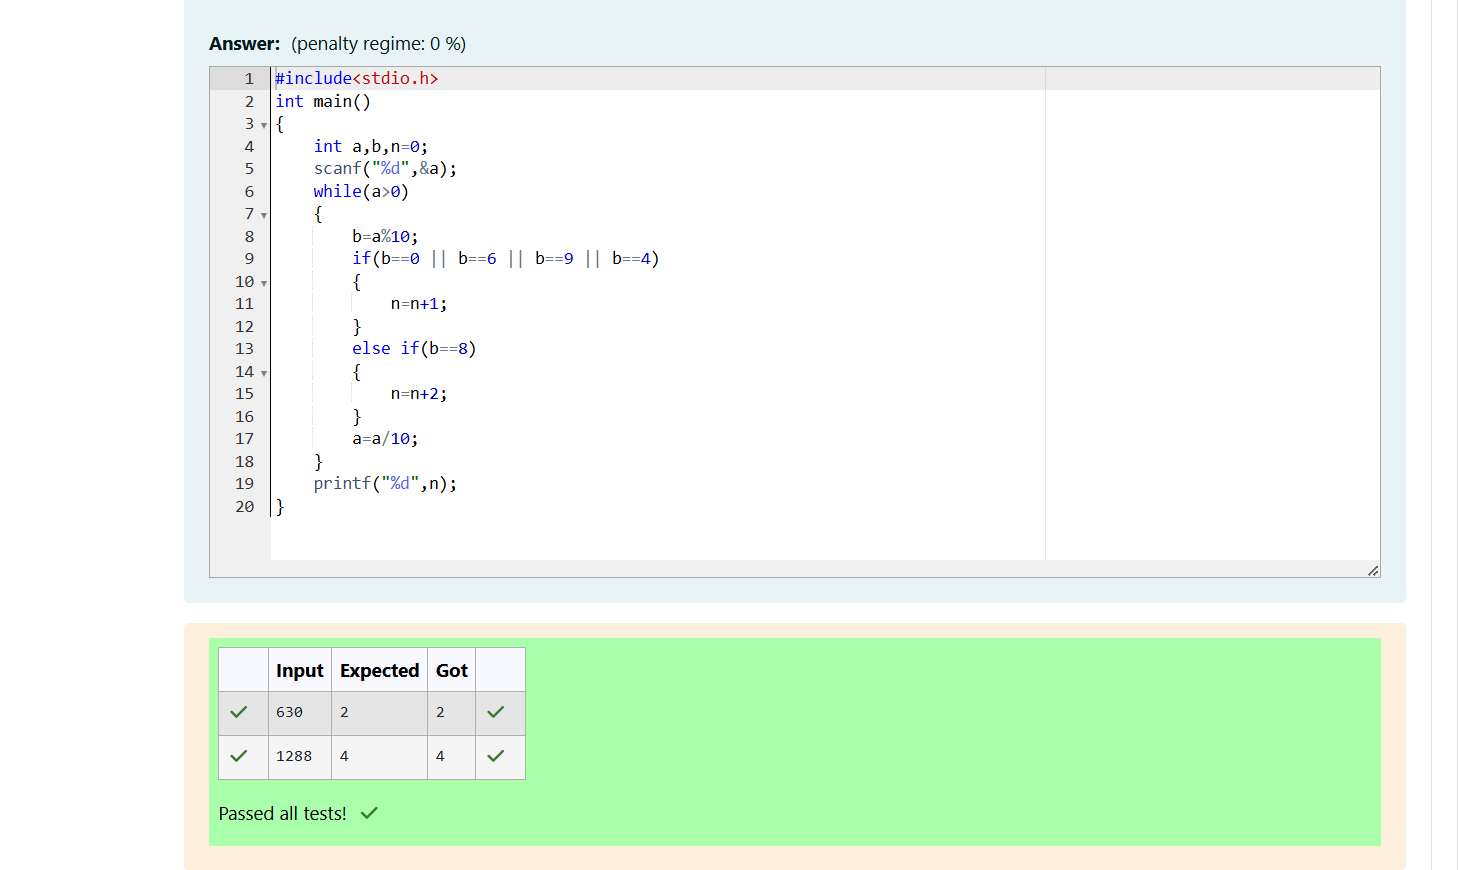 Answer: (penalty regime: 0 %)
1 #include<stdio.h>
2 int main()
3 {
4     int a,b,n=0;
5     scanf("%d",&a);
6     while(a>0)
7     {
8         b=a%10;
9         if(b==0 || b==6 || b==9 || b==4)
10         {
11             n=n+1;
12         }
13         else if(b==8)
14         {
15             n=n+2;
16         }
17         a=a/10;
18     }
19     printf("%d",n);
20 }
Input Expected Got
630 2 2
1288 4 4
Passed all tests!